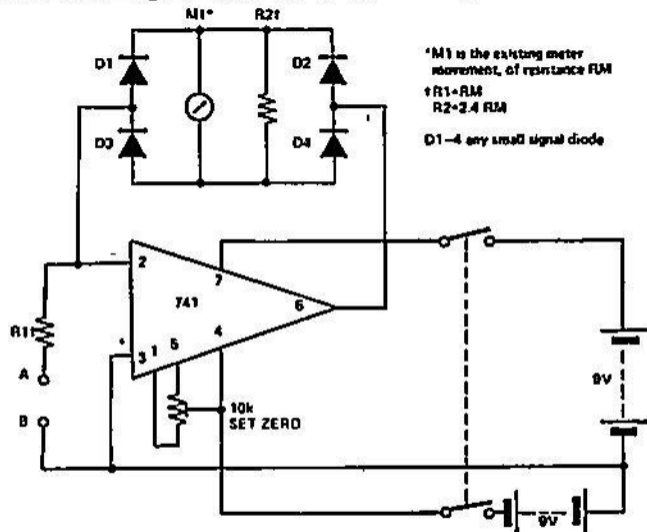 M1* R2†
D1 D2
*M1 is the existing meter
movement, of resistance RM
†R1=RM
R2=2.4 RM
D3 D4
D1–4 any small signal diode
2
7
741
6
R1†
3
4
1 5
A
B
10k
SET ZERO
9V
9V